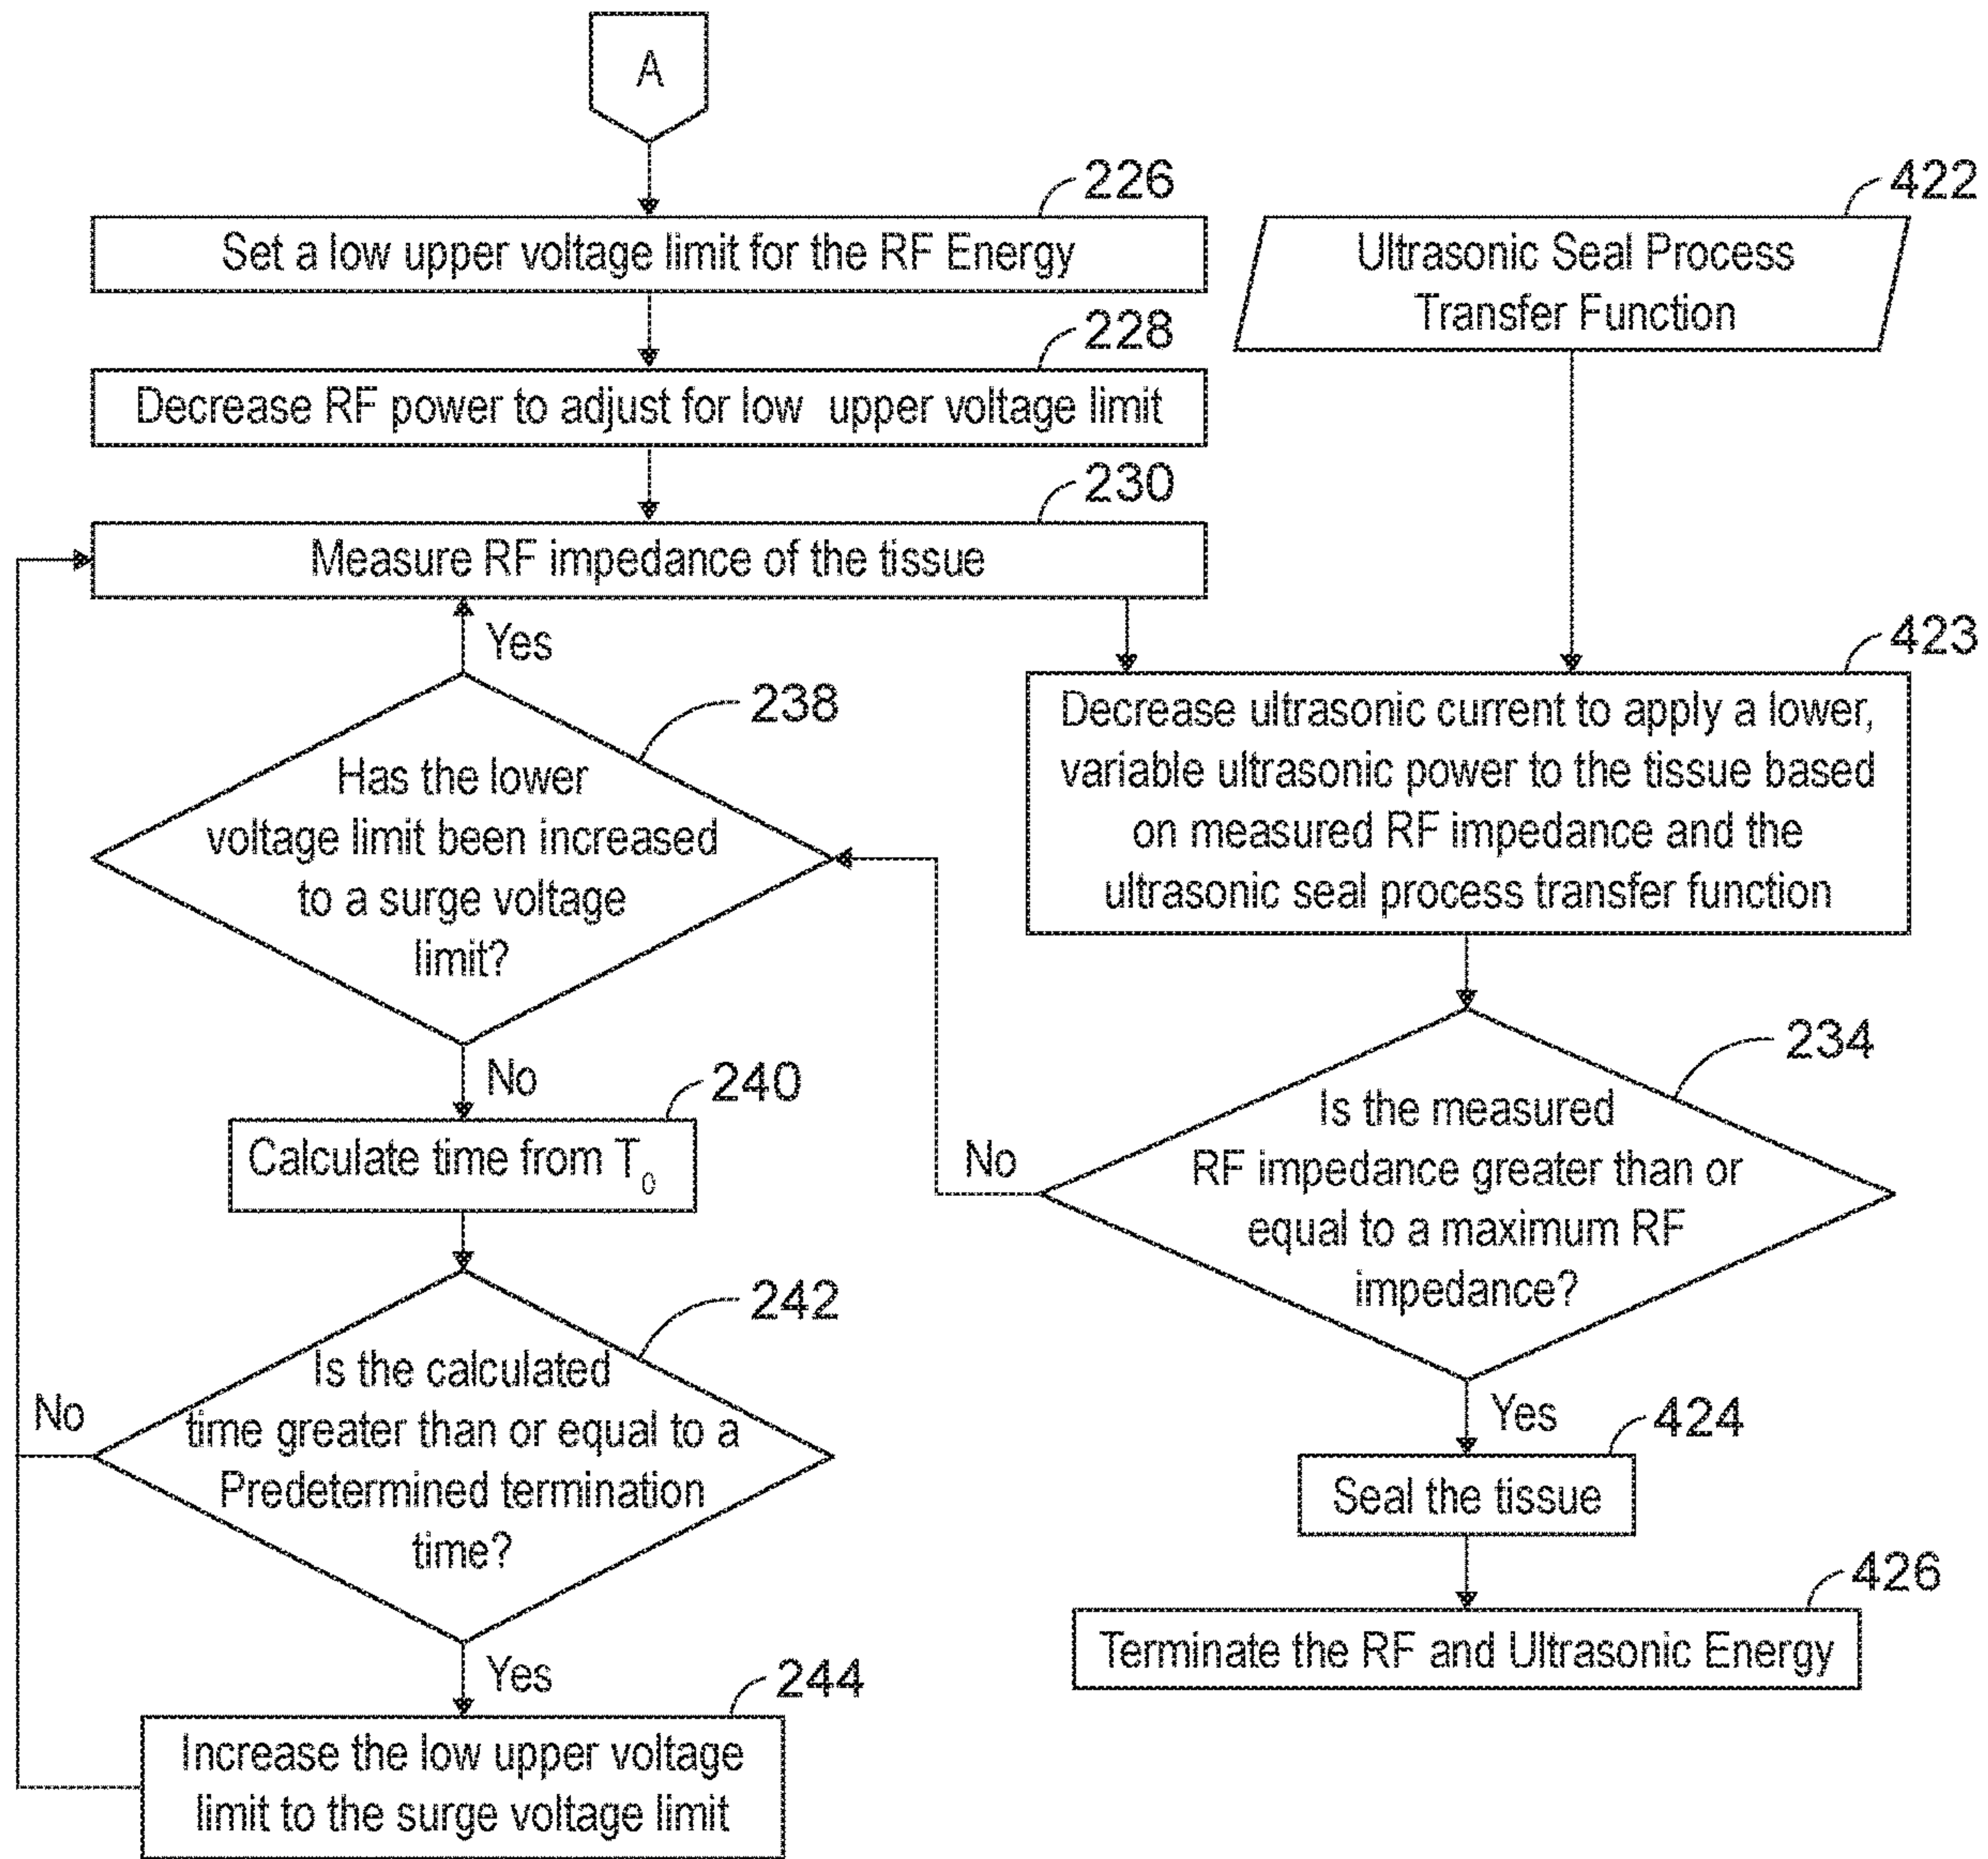 A
226
Set a low upper voltage limit for the RF Energy
422
Ultrasonic Seal Process
Transfer Function
228
Decrease RF power to adjust for low upper voltage limit
230
Measure RF impedance of the tissue
Yes
238
Has the lower
voltage limit been increased
to a surge voltage
limit?
423
Decrease ultrasonic current to apply a lower,
variable ultrasonic power to the tissue based
on measured RF impedance and the
ultrasonic seal process transfer function
No
240
Calculate time from T0
234
Is the measured
RF impedance greater than or
equal to a maximum RF
impedance?
No
242
Is the calculated
time greater than or equal to a
Predetermined termination
time?
No
Yes
424
Seal the tissue
426
Terminate the RF and Ultrasonic Energy
Yes
244
Increase the low upper voltage
limit to the surge voltage limit